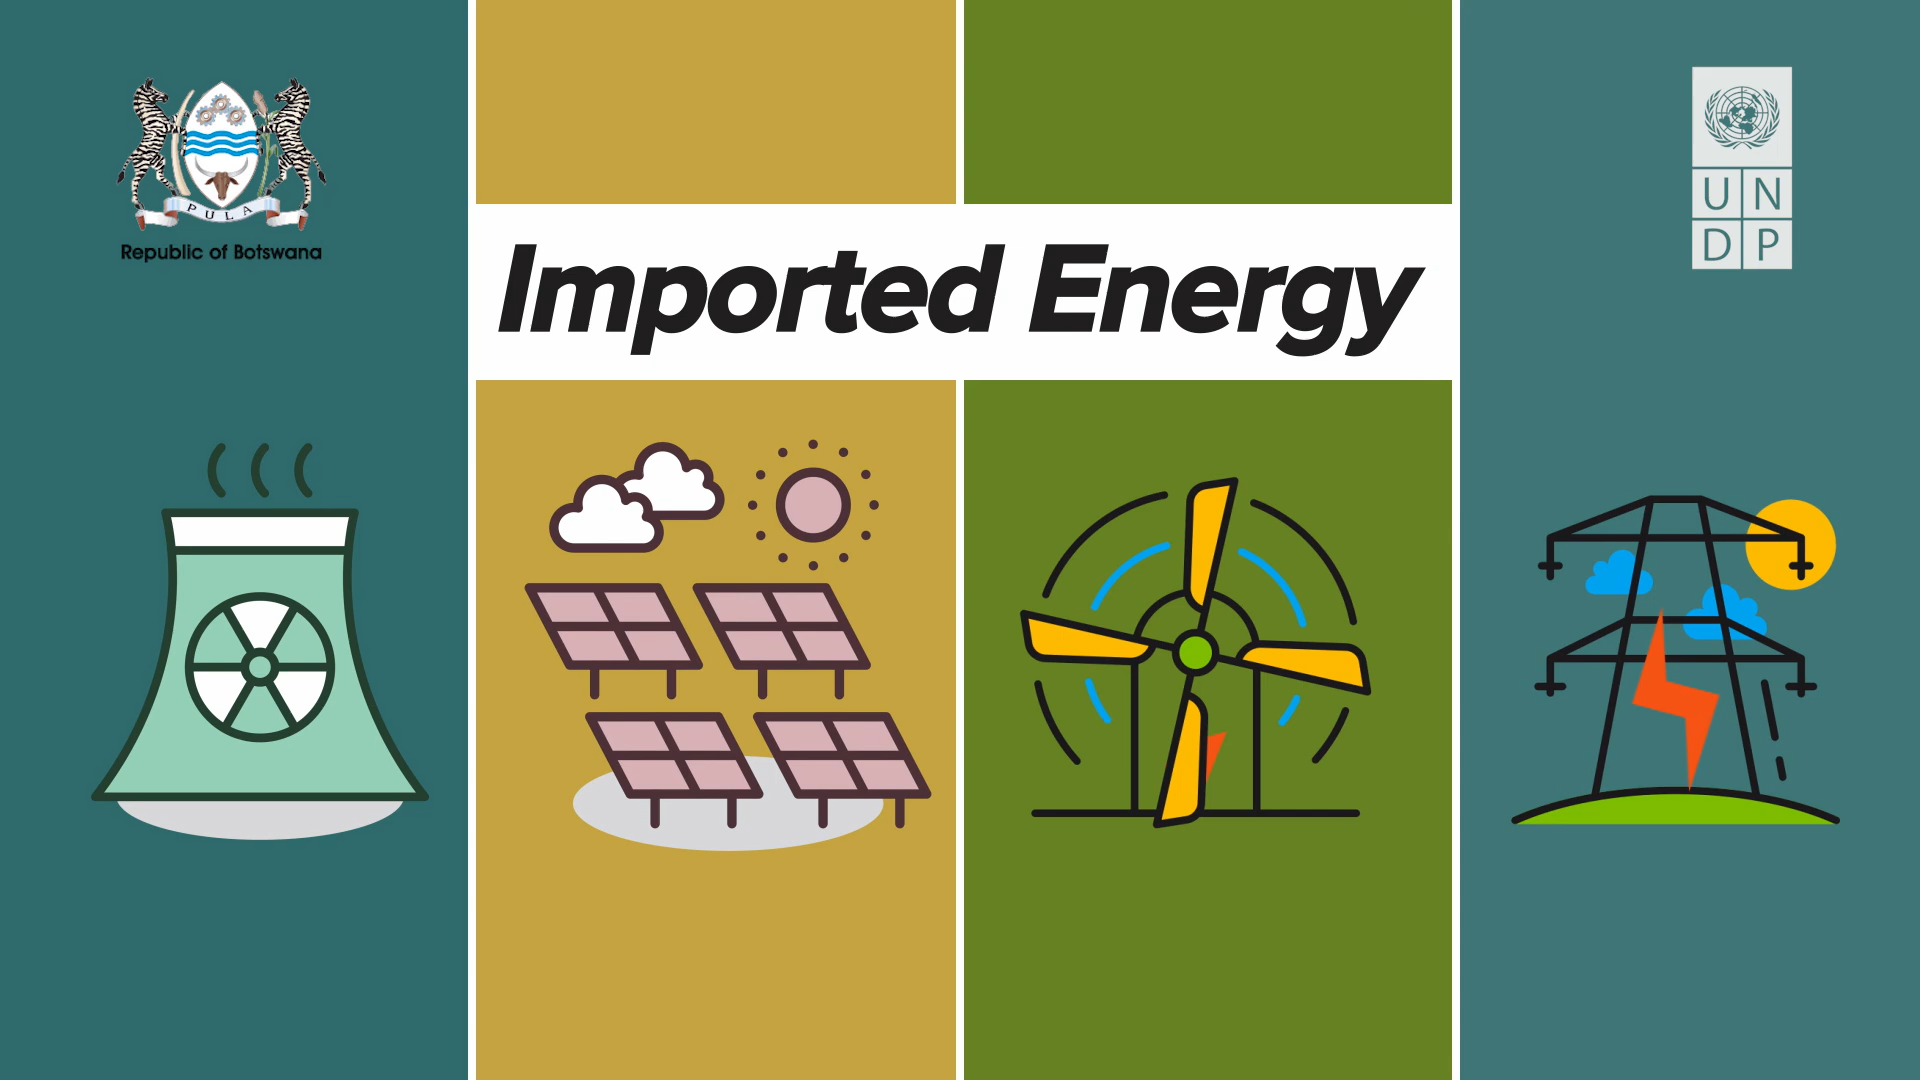 PULA
Republic of Botswana
Imported Energy
U N
D P